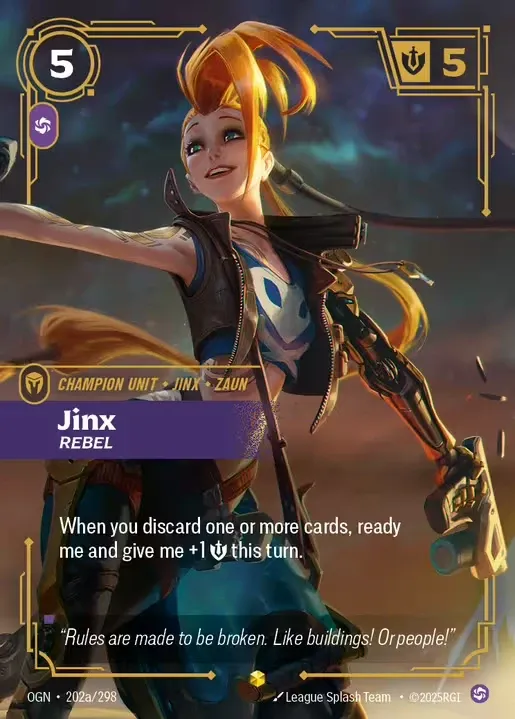 5
5
CHAMPION UNIT • JINX • ZAUN
Jinx
REBEL
When you discard one or more cards, ready
me and give me +1 this turn.
“Rules are made to be broken. Like buildings! Or people!”
OGN • 202a/298
League Splash Team • ©2025RGI